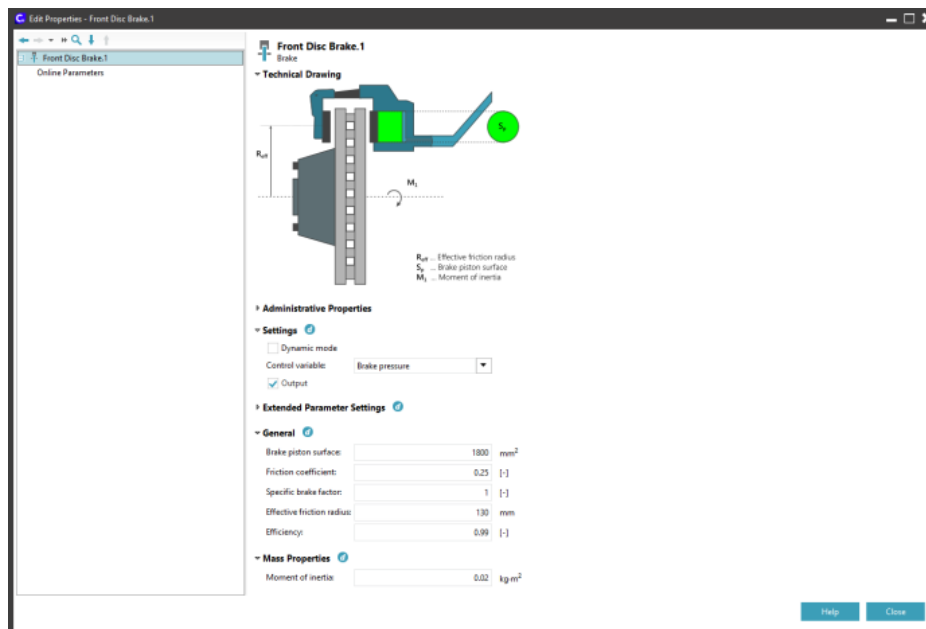 Edit Properties - Front Disc Brake.1
Front Disc Brake.1
Online Parameters
Front Disc Brake.1
Brake
Technical Drawing
Sp
Reff
M1
Reff ... Effective friction radius
Sp ... Brake piston surface
M1 ... Moment of inertia
Administrative Properties
Settings
Dynamic mode
Control variable: Brake pressure
Output
Extended Parameter Settings
General
Brake piston surface: 1800 mm²
Friction coefficient: 0.25 [-]
Specific brake factor: 1 [-]
Effective friction radius: 130 mm
Efficiency: 0.99 [-]
Mass Properties
Moment of inertia: 0.02 kg·m²
Help Close